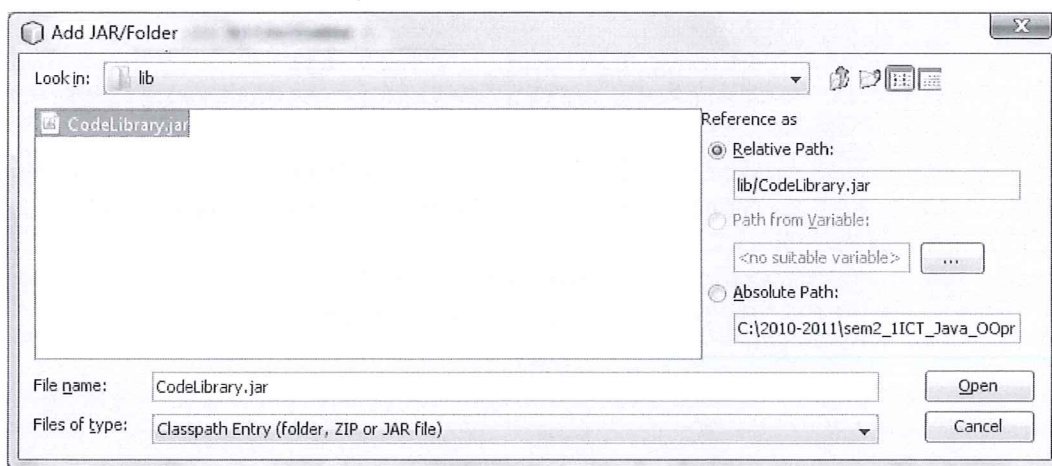 Add JAR/Folder
Look in: lib
CodeLibrary.jar
Reference as
Relative Path:
lib/CodeLibrary.jar
Path from Variable:
<no suitable variable> ...
Absolute Path:
C:\2010-2011\sem2_1ICT_Java_OOpr
File name: CodeLibrary.jar
Open
Files of type: Classpath Entry (folder, ZIP or JAR file)
Cancel